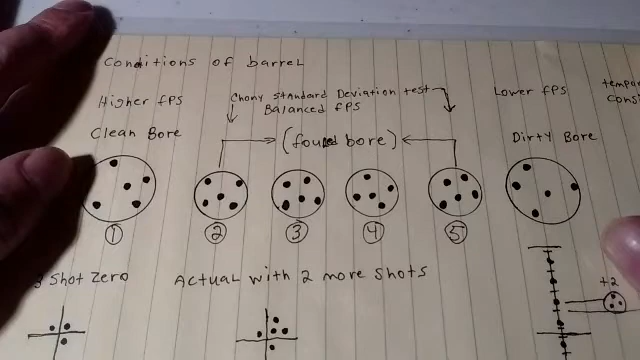 Conditions of barrel
Higher fps
Chony Standard Deviation test
Balanced fps
Lower fps
Clean Bore
(fouled bore)
Dirty Bore
1
2
3
4
5
3 Shot Zero
Actual with 2 more shots
+2